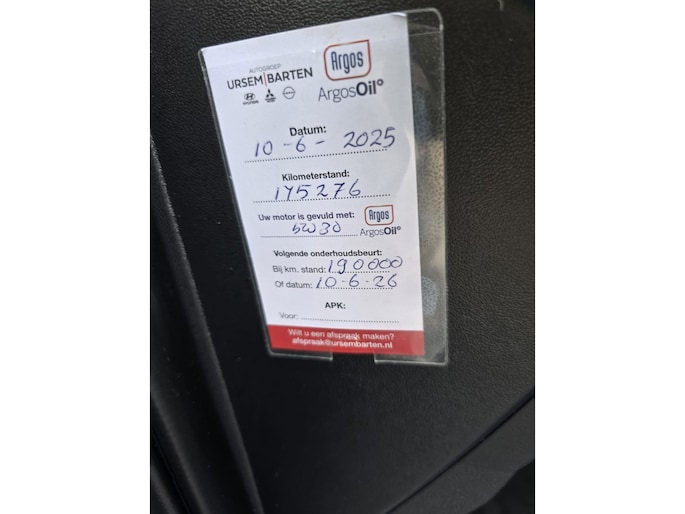 AUTOGROEP
URSEM|BARTEN
Argos
HYUNDAI
ArgosOil
Datum:
10-6-2025
Kilometerstand:
175276
Uw motor is gevuld met:
Argos
5W30
ArgosOil
Volgende onderhoudsbeurt:
Bij km. stand: 190000
Of datum: 10-6-26
APK:
Voor:
Wilt u een afspraak maken?
afspraak@ursembarten.nl